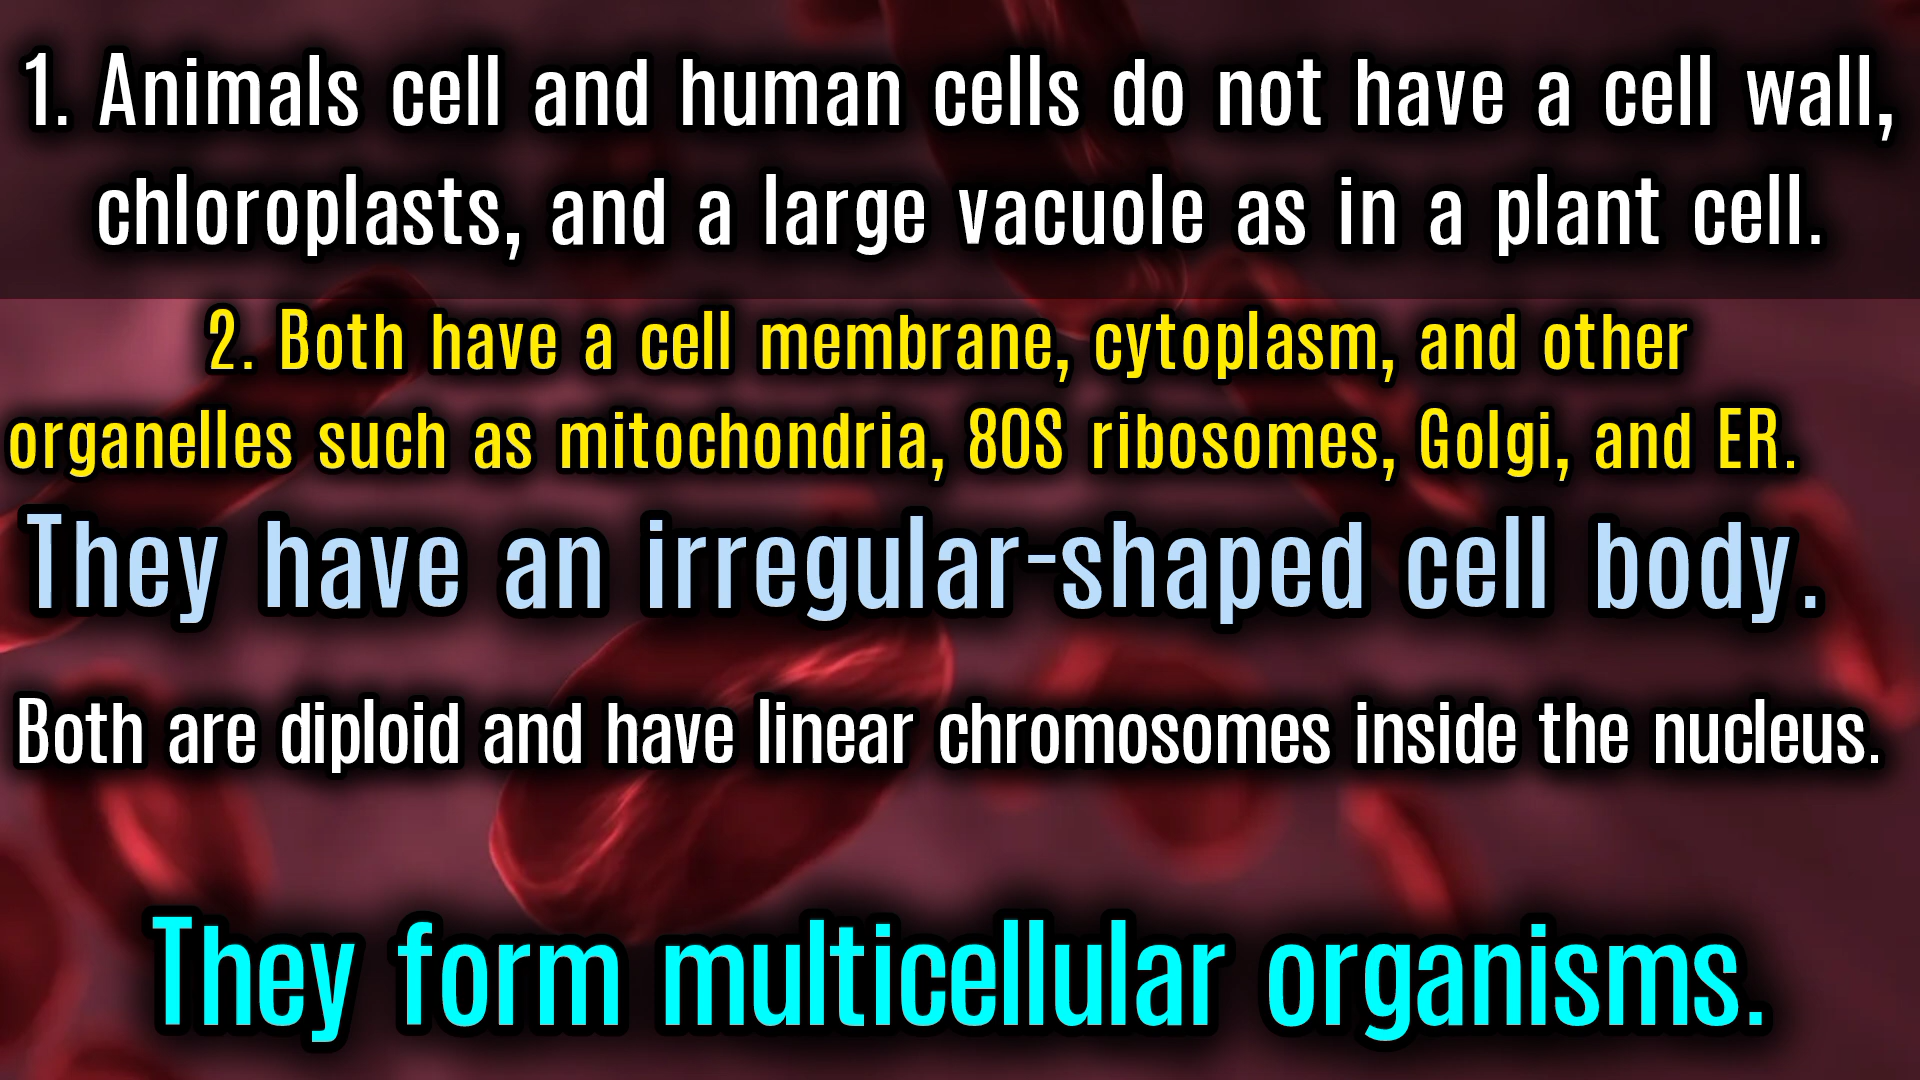 1. Animals cell and human cells do not have a cell wall,
chloroplasts, and a large vacuole as in a plant cell.
2. Both have a cell membrane, cytoplasm, and other
organelles such as mitochondria, 80S ribosomes, Golgi, and ER.
They have an irregular-shaped cell body.
Both are diploid and have linear chromosomes inside the nucleus.
They form multicellular organisms.